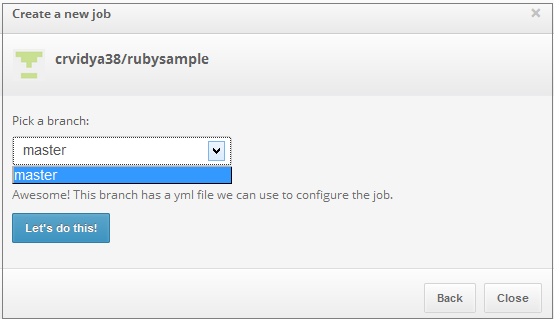 Create a new job
crvidya38/rubysample
Pick a branch:
master
master
Awesome! This branch has a yml file we can use to configure the job.
Let's do this!
Back Close